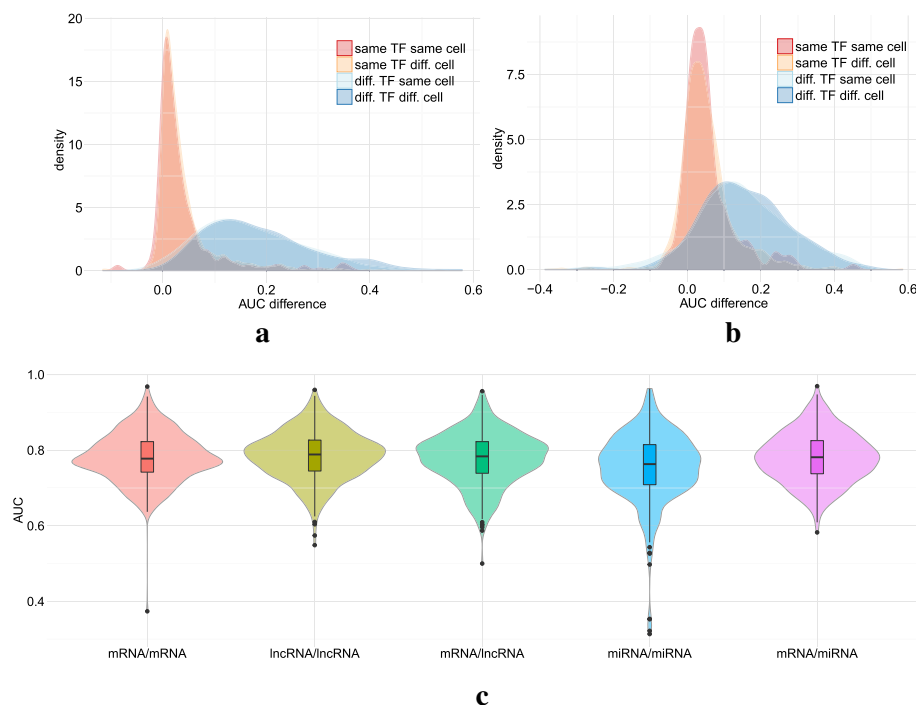 20
15
10
5
0
density
0.0 0.2 0.4 0.6
AUC difference
same TF same cell
same TF diff. cell
diff. TF same cell
diff. TF diff. cell
a
7.5
5.0
2.5
0.0
density
−0.4 −0.2 0.0 0.2 0.4 0.6
AUC difference
same TF same cell
same TF diff. cell
diff. TF same cell
diff. TF diff. cell
b
1.0
0.8
0.6
0.4
AUC
mRNA/mRNA lncRNA/lncRNA mRNA/lncRNA miRNA/miRNA mRNA/miRNA
c